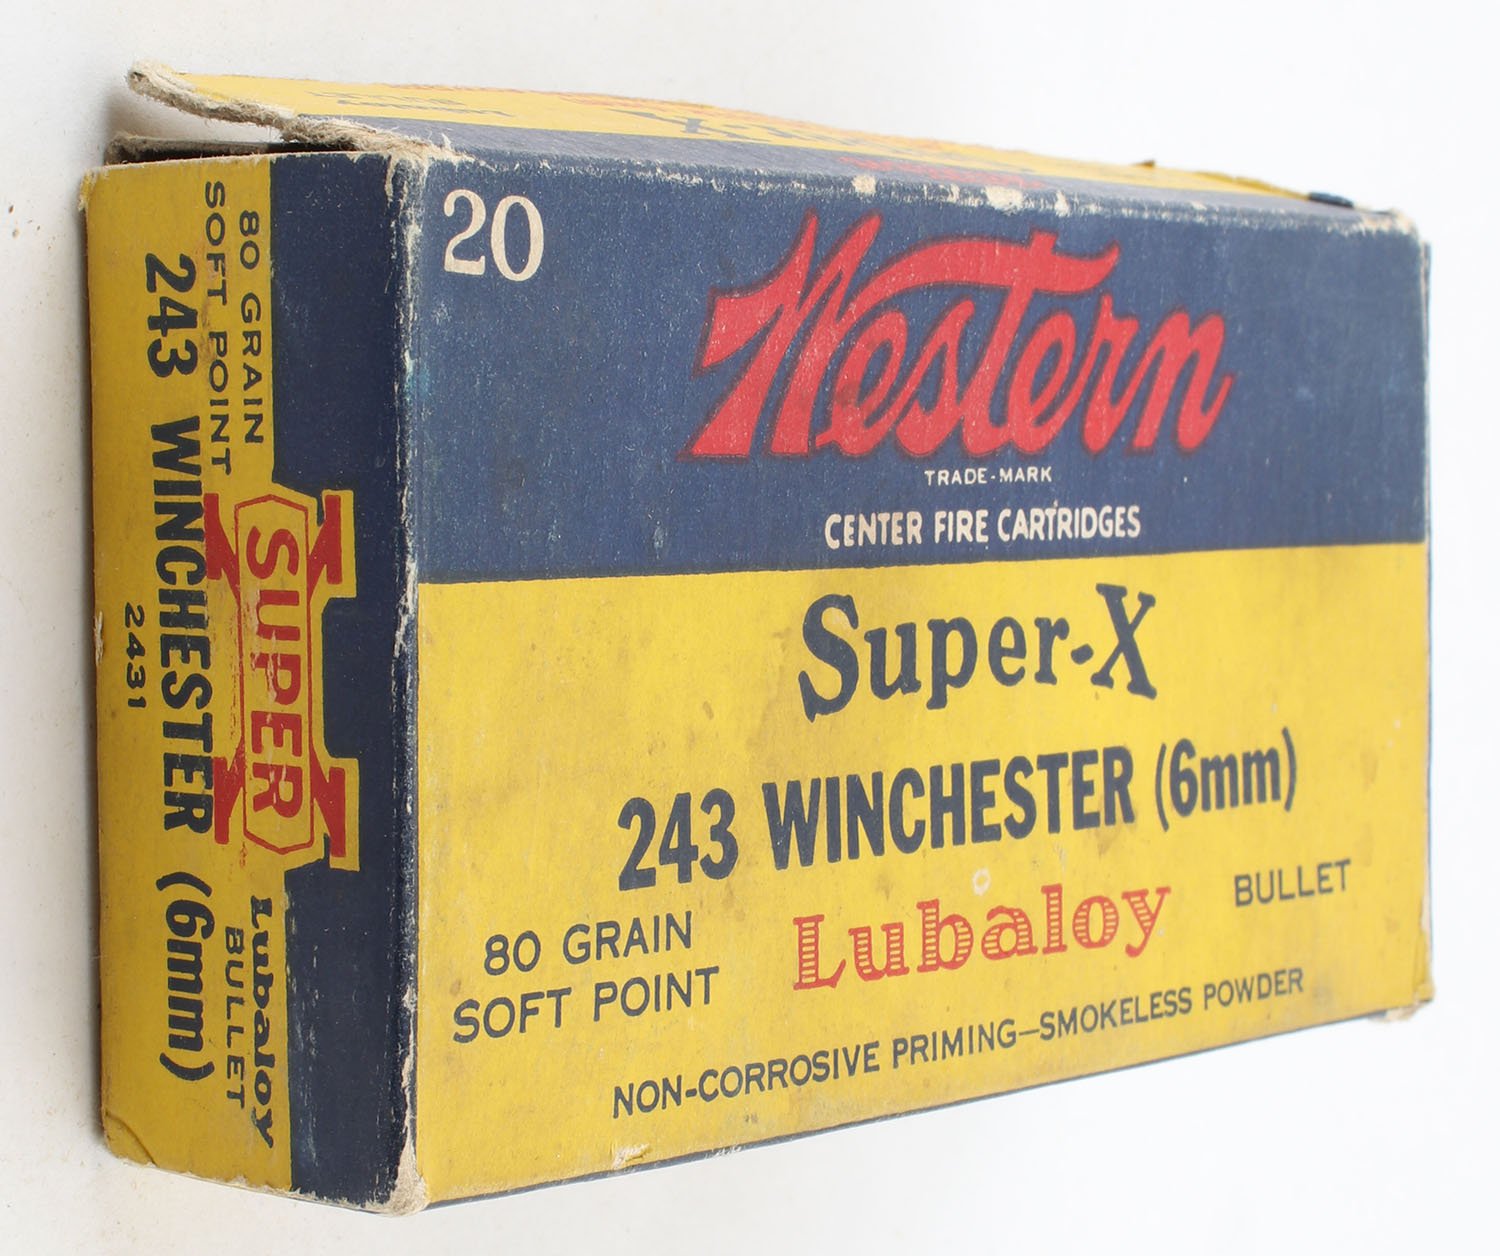 20
Western
TRADE-MARK
CENTER FIRE CARTRIDGES
Super-X
243 WINCHESTER (6mm)
80 GRAIN
SOFT POINT
Lubaloy
BULLET
NON-CORROSIVE PRIMING—SMOKELESS POWDER
80 GRAIN
SOFT POINT
SUPER
X
Lubaloy
BULLET
243 WINCHESTER (6mm)
2431